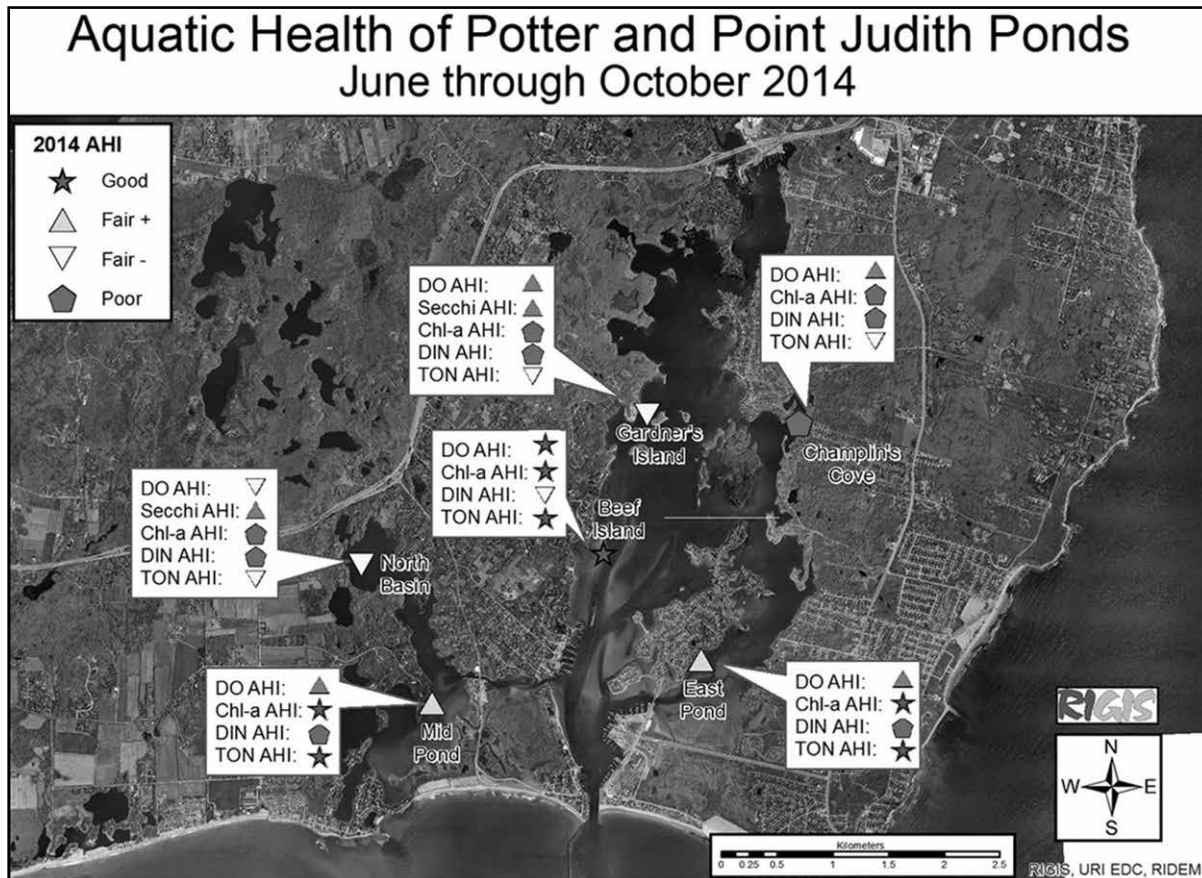 Aquatic Health of Potter and Point Judith Ponds
June through October 2014
2014 AHI
Good
Fair +
Fair -
Poor
DO AHI:
Secchi AHI:
Chl-a AHI:
DIN AHI:
TON AHI:
Gardner's
Island
DO AHI:
Chl-a AHI:
DIN AHI:
TON AHI:
Champlin's
Cove
DO AHI:
Chl-a AHI:
DIN AHI:
TON AHI:
Beef
Island
DO AHI:
Secchi AHI:
Chl-a AHI:
DIN AHI:
TON AHI:
North
Basin
DO AHI:
Chl-a AHI:
DIN AHI:
TON AHI:
Mid
Pond
DO AHI:
Chl-a AHI:
DIN AHI:
TON AHI:
East
Pond
RIGIS
N
W E
S
Kilometers
0 0.25 0.5 1 1.5 2 2.5
RIGIS, URI EDC, RIDEM